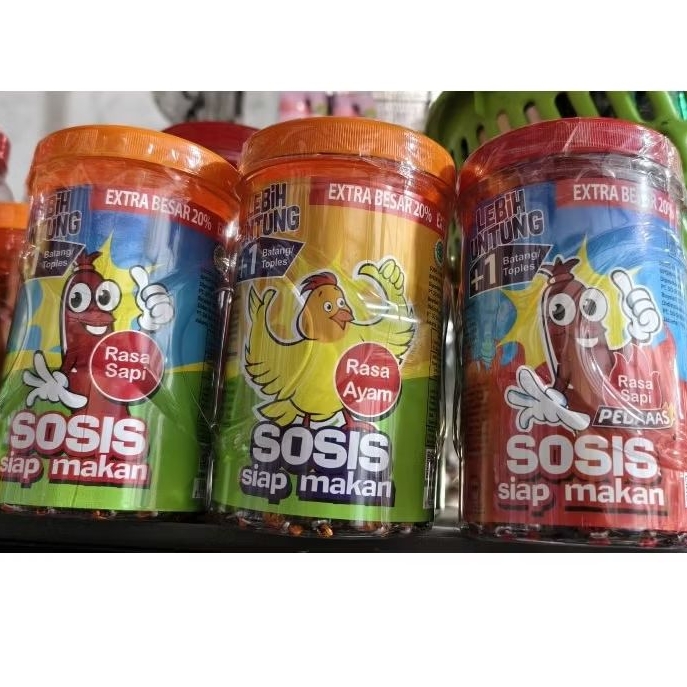 LEBiH
UNTUNG
+1 Batang/
Toples
EXTRA BESAR 20%
Rasa
Sapi
SOSIS
siap makan
LEBiH
UNTUNG
+1 Batang/
Toples
EXTRA BESAR 20%
Rasa
Ayam
SOSIS
siap makan
LEBiH
UNTUNG
+1 Batang/
Toples
EXTRA BESAR 20%
Rasa
Sapi
PEDAAAS
SOSIS
siap makan